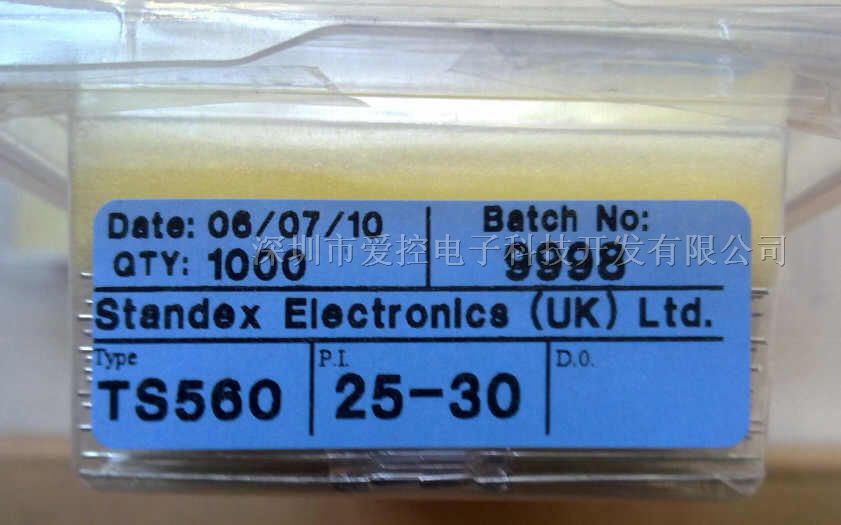 Date: 06/07/10
Batch No:
QTY: 1000
9998
深圳市爱控电子科技开发有限公司
Standex Electronics (UK) Ltd.
Type
P.I.
D.O.
TS560
25-30